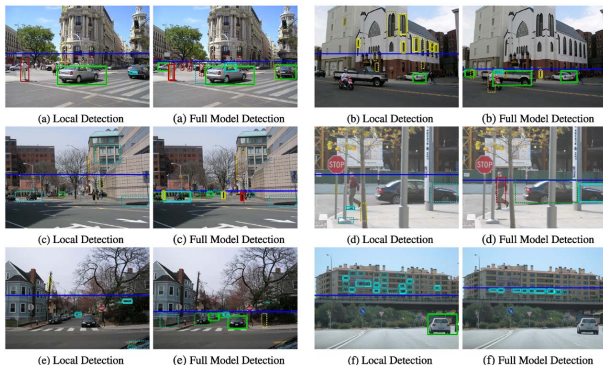 (a) Local Detection
(a) Full Model Detection
(b) Local Detection
(b) Full Model Detection
STOP
STOP
(c) Local Detection
(c) Full Model Detection
(d) Local Detection
(d) Full Model Detection
(e) Local Detection
(e) Full Model Detection
(f) Local Detection
(f) Full Model Detection